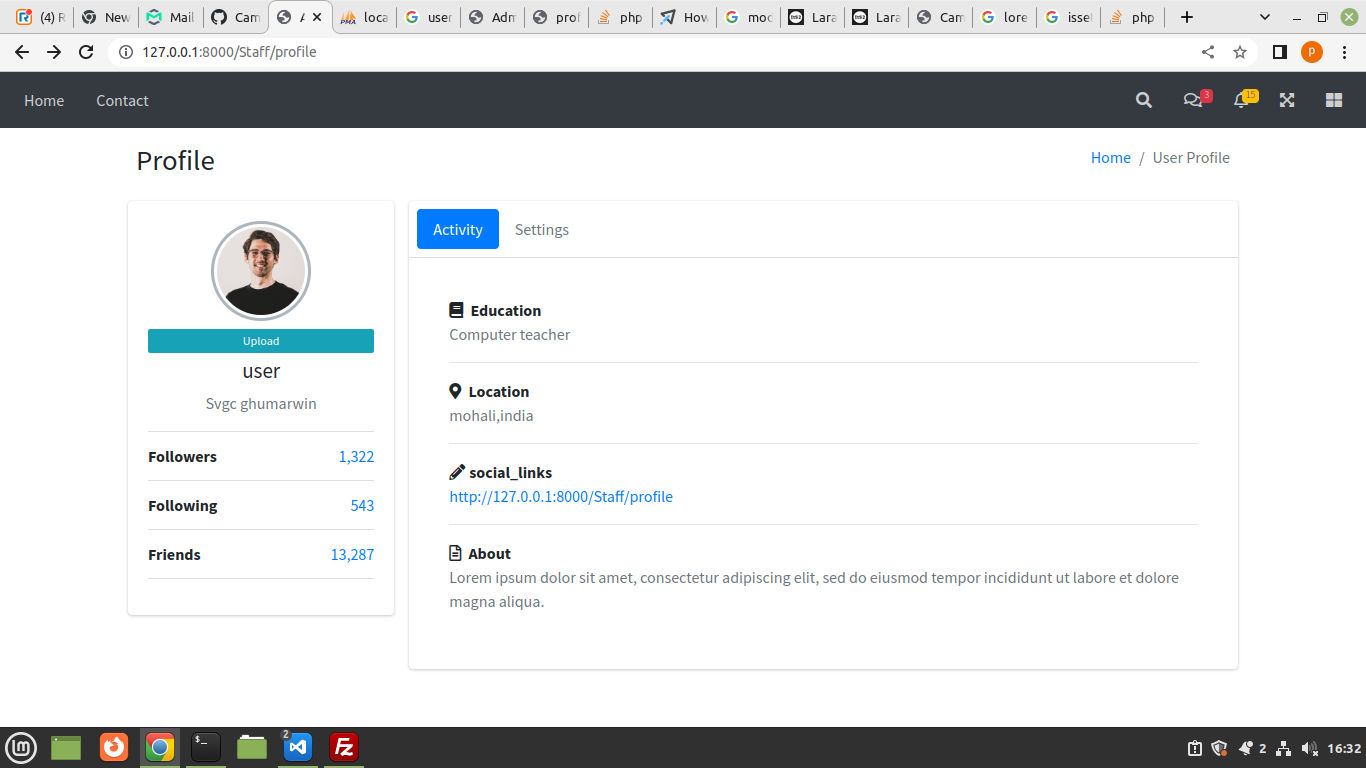 (4) R
New
Mail
Cam
A
loca
user
Adm
prof
php
How
mod
Lara
Lara
Cam
lore
isse
php
127.0.0.1:8000/Staff/profile
P
Home Contact
3
15
Profile
Home / User Profile
Upload
user
Svgc ghumarwin
Followers 1,322
Following 543
Friends 13,287
Activity Settings
Education
Computer teacher
Location
mohali,india
social_links
http://127.0.0.1:8000/Staff/profile
About
Lorem ipsum dolor sit amet, consectetur adipiscing elit, sed do eiusmod tempor incididunt ut labore et dolore
magna aliqua.
2
2
16:32